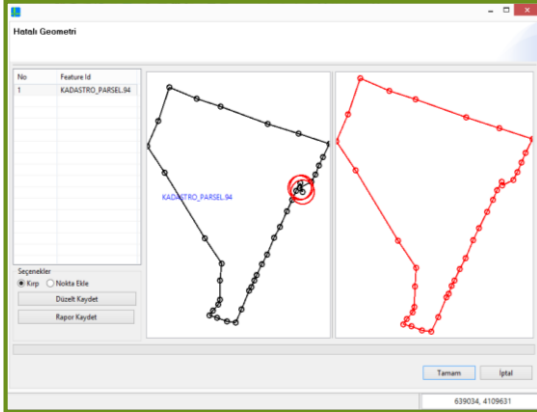 Hatalı Geometri
No Feature Id
1 KADASTRO_PARSEL.94
KADASTRO_PARSEL.94
Seçenekler
Kırp Nokta Ekle
Düzelt Kaydet
Rapor Kaydet
Tamam İptal
639034, 4109631